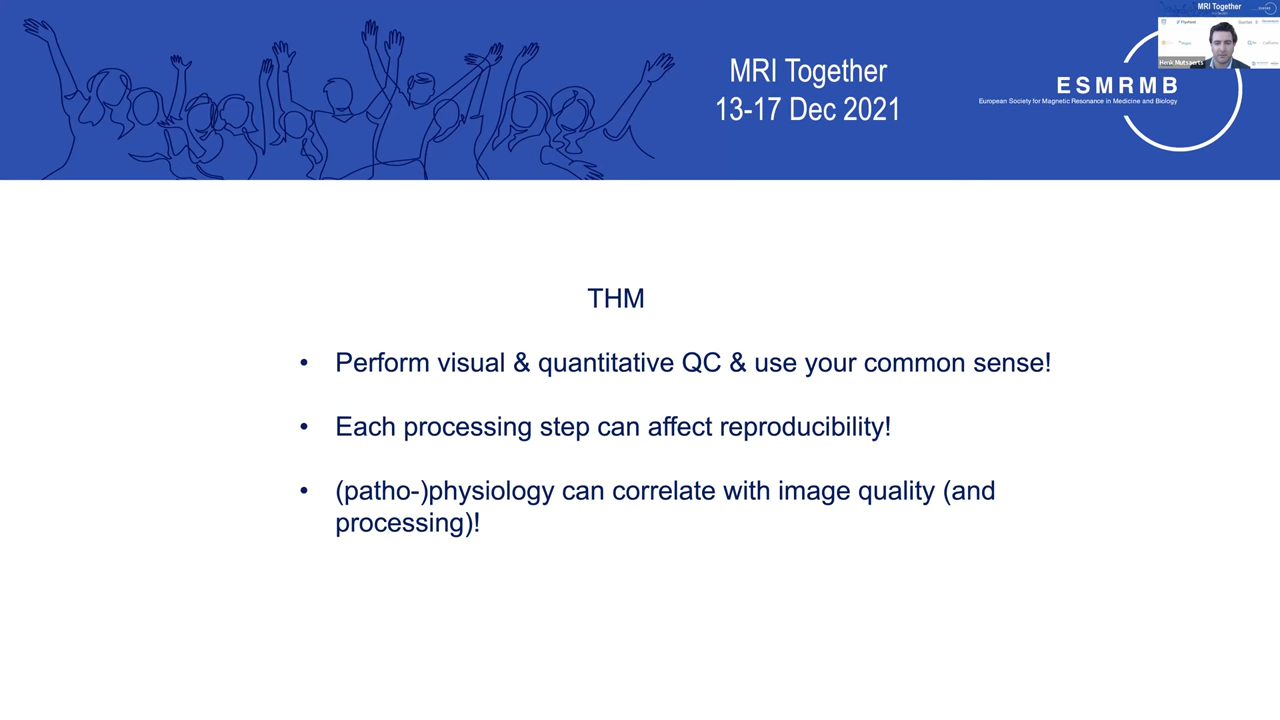 MRI Together
13-17 Dec 2021
ESMRMB
European Society for Magnetic Resonance in Medicine and Biology
MRI Together
Henk Mutsaerts
THM
• Perform visual & quantitative QC & use your common sense!
• Each processing step can affect reproducibility!
• (patho-)physiology can correlate with image quality (and
processing)!